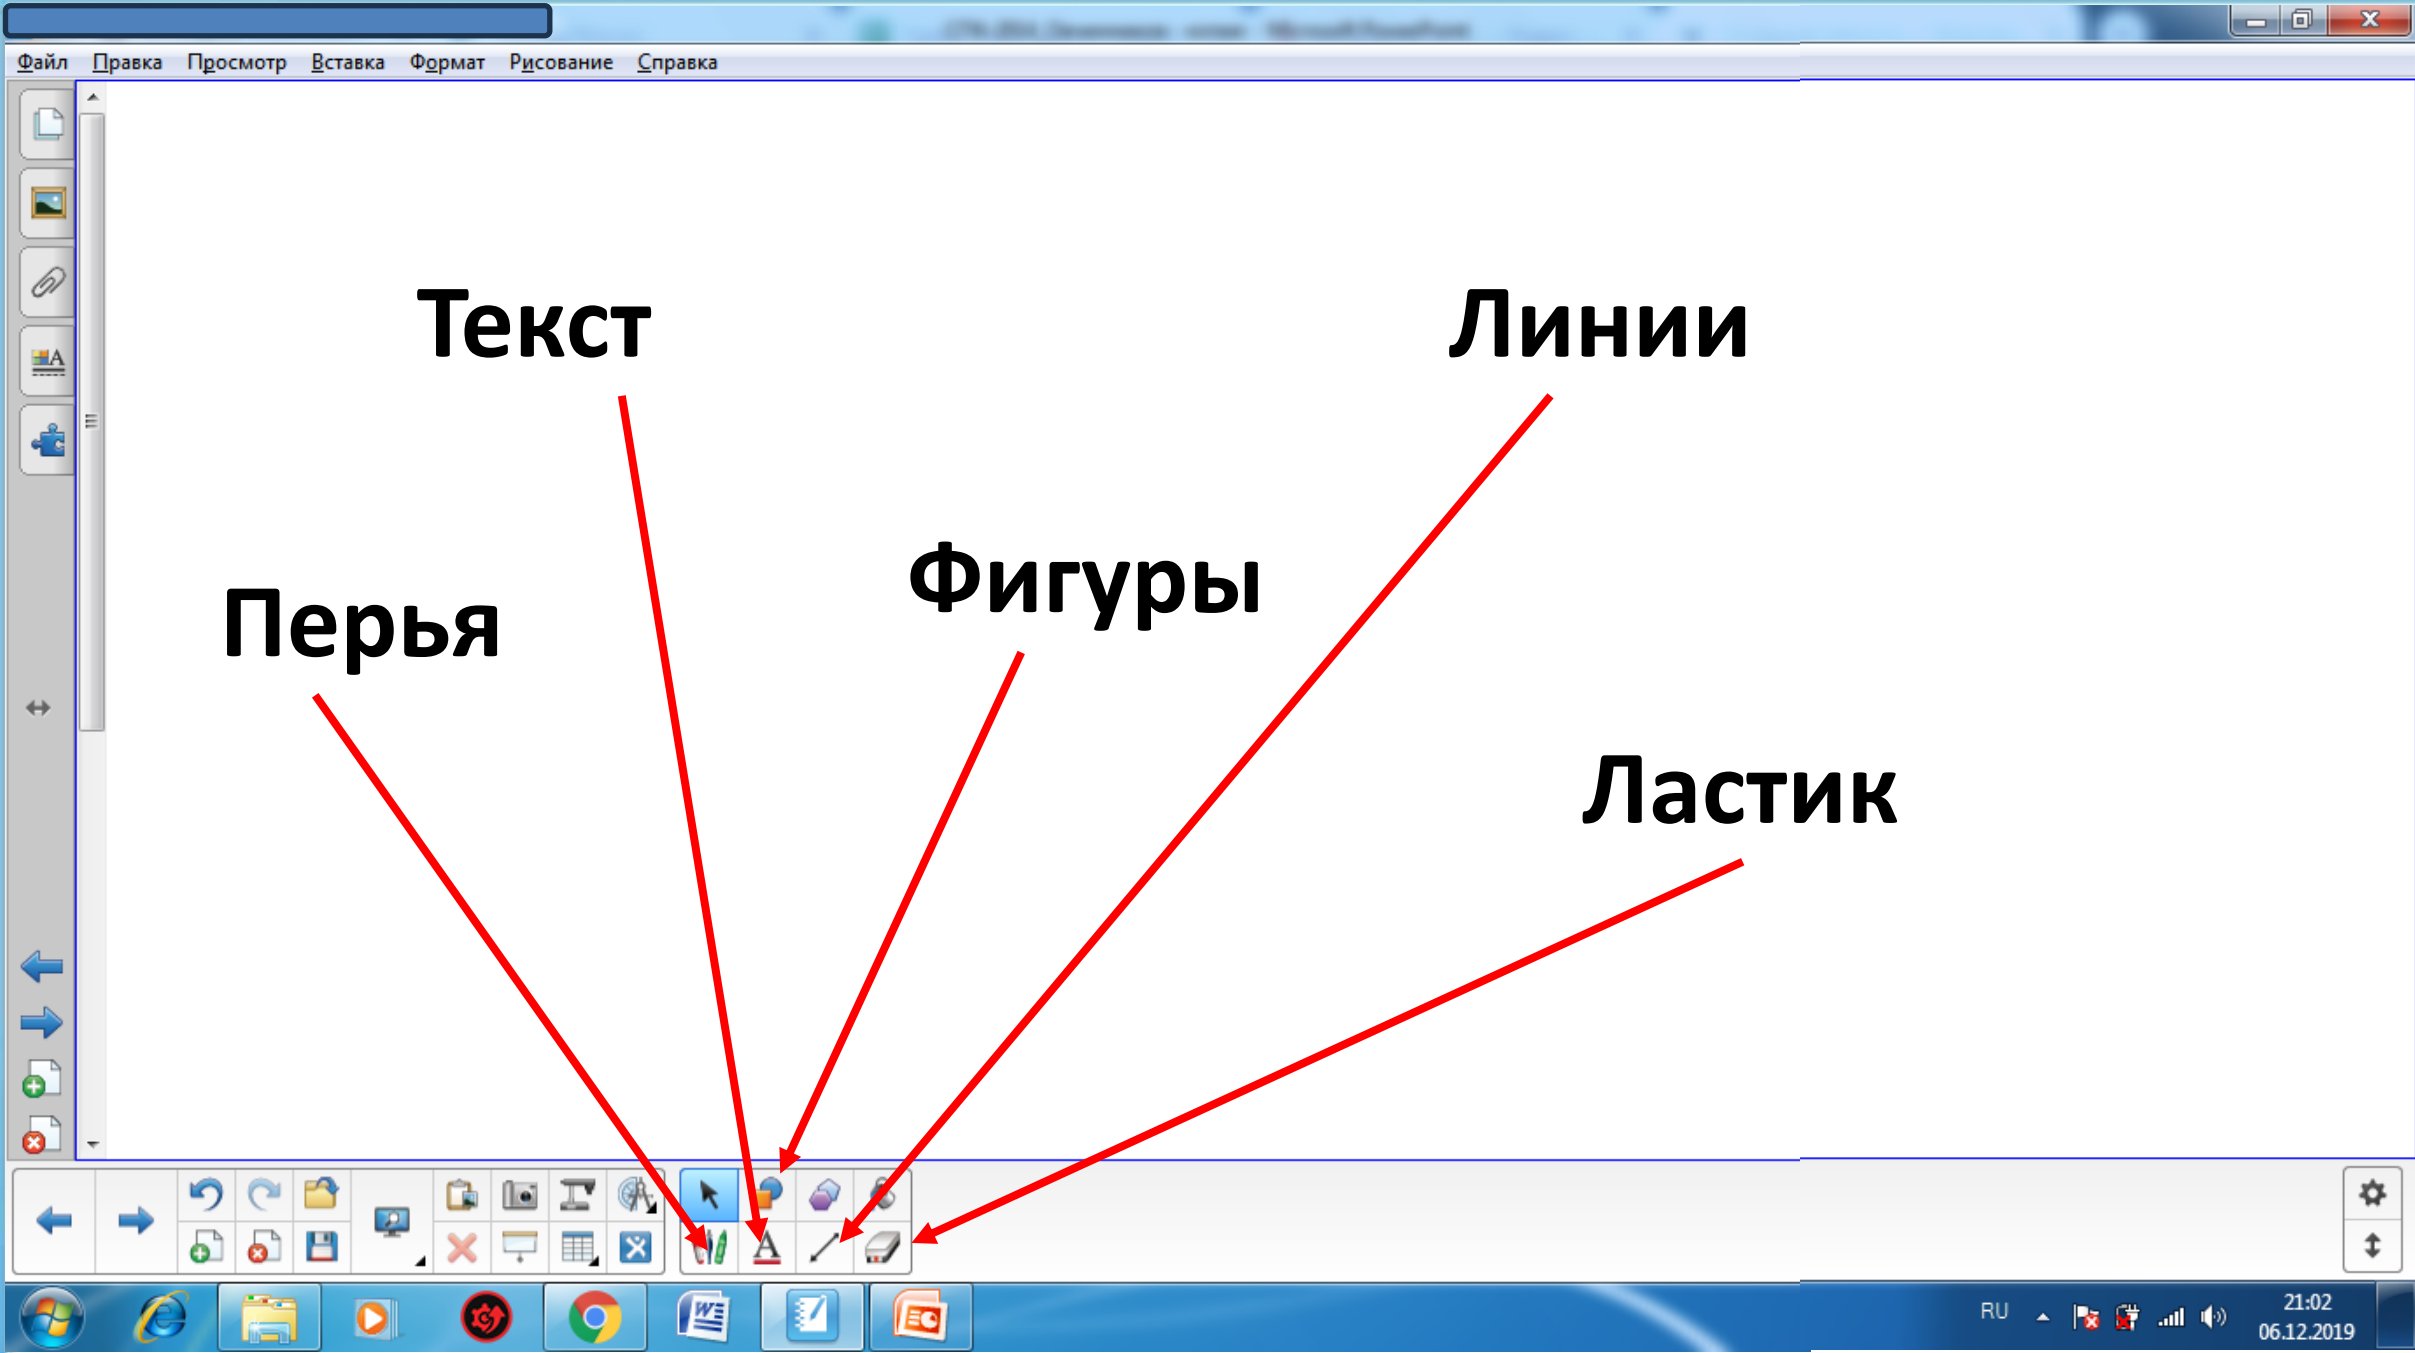 Файл Правка Просмотр Вставка Формат Рисование Справка
Текст
Линии
Фигуры
Перья
Ластик
RU
21:02
06.12.2019